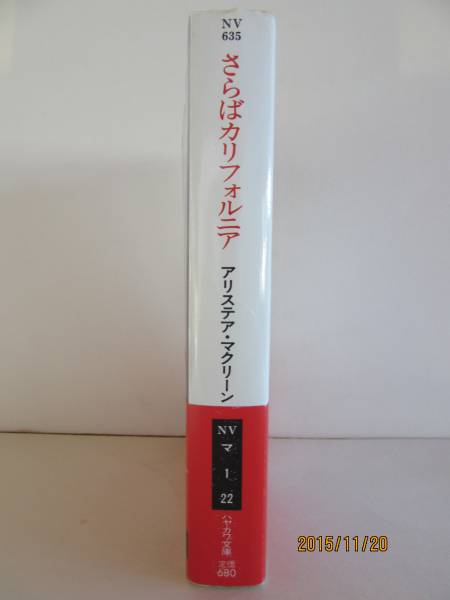 NV
635
さらばカリフォルニア
アリステア・マクリーン
NV
マ
1
22
ハヤカワ文庫
定価
680
2015/11/20